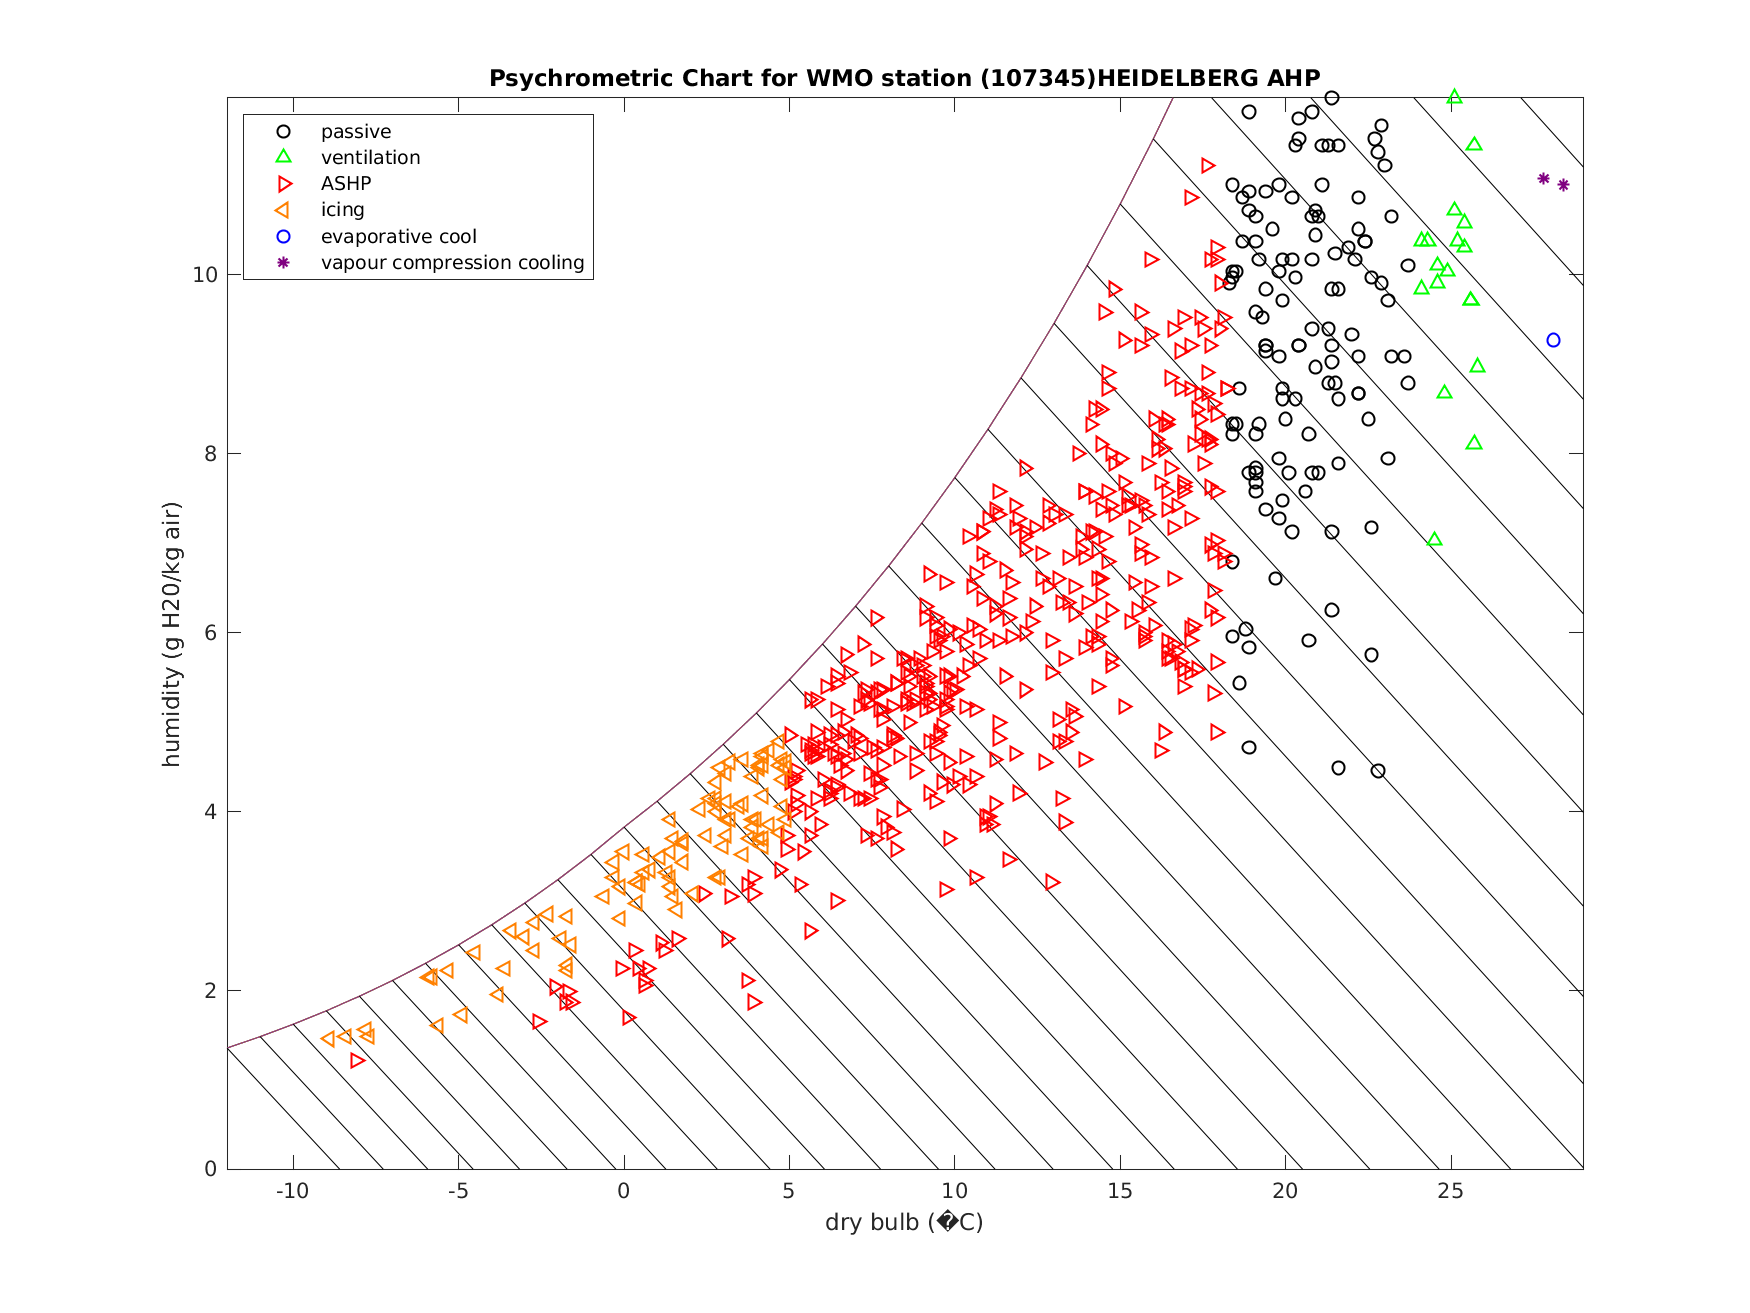 Psychrometric Chart for WMO station (107345)HEIDELBERG AHP
passive
ventilation
ASHP
icing
evaporative cool
vapour compression cooling
humidity (g H20/kg air)
10
8
6
4
2
0
-10 -5 0 5 10 15 20 25
dry bulb (�C)